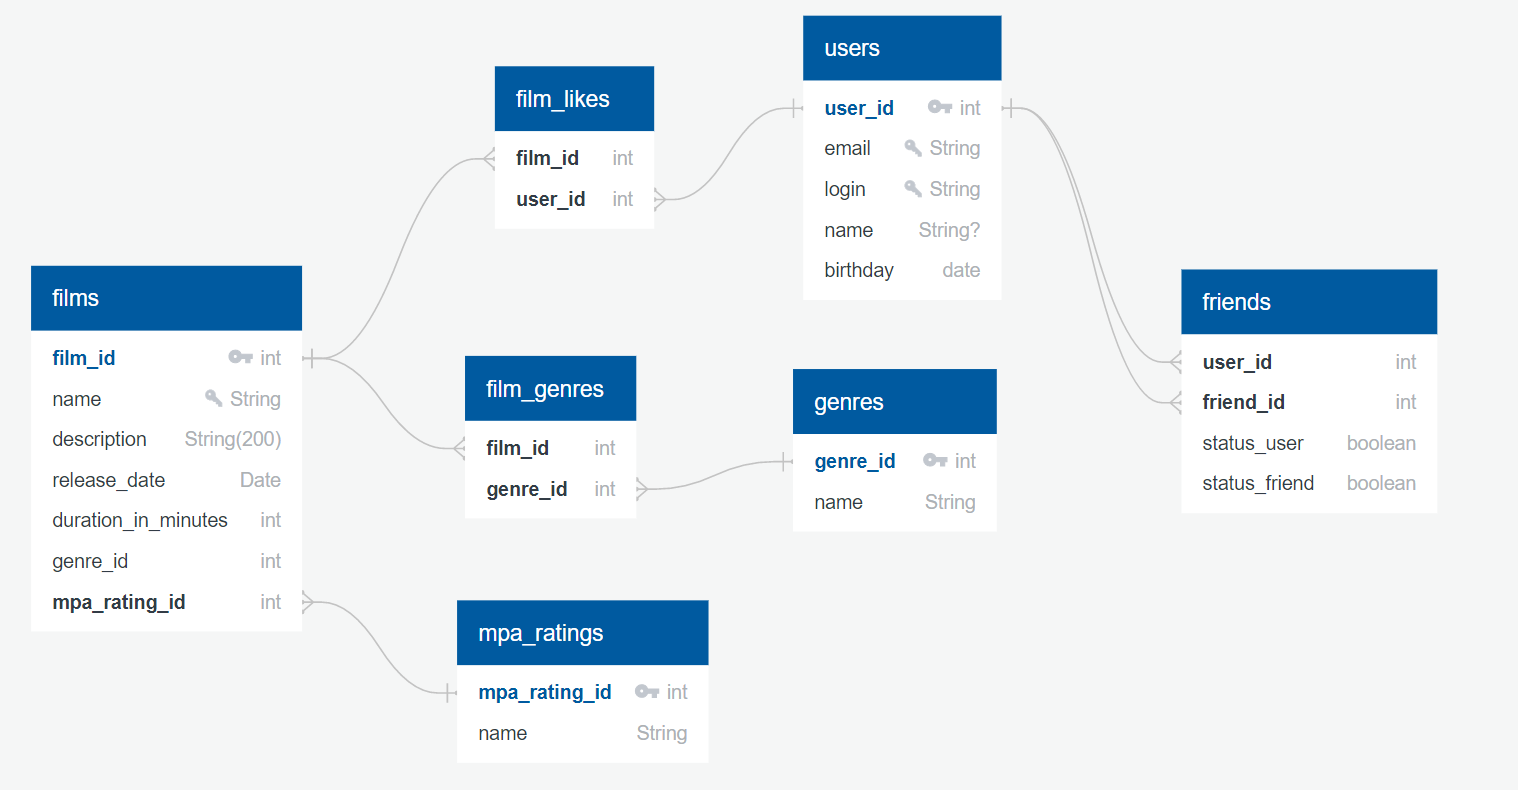 users
user_id int
email String
login String
name String?
birthday date
film_likes
film_id int
user_id int
films
film_id int
name String
description String(200)
release_date Date
duration_in_minutes int
genre_id int
mpa_rating_id int
film_genres
film_id int
genre_id int
genres
genre_id int
name String
friends
user_id int
friend_id int
status_user boolean
status_friend boolean
mpa_ratings
mpa_rating_id int
name String